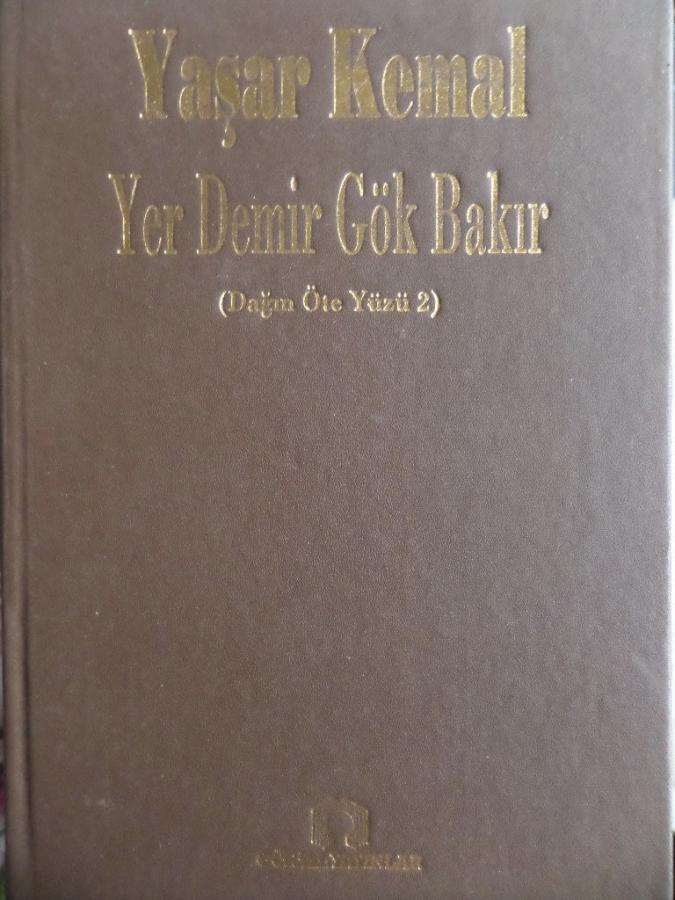 Yaşar Kemal
Yer Demir Gök Bakır
(Dağın Öte Yüzü 2)